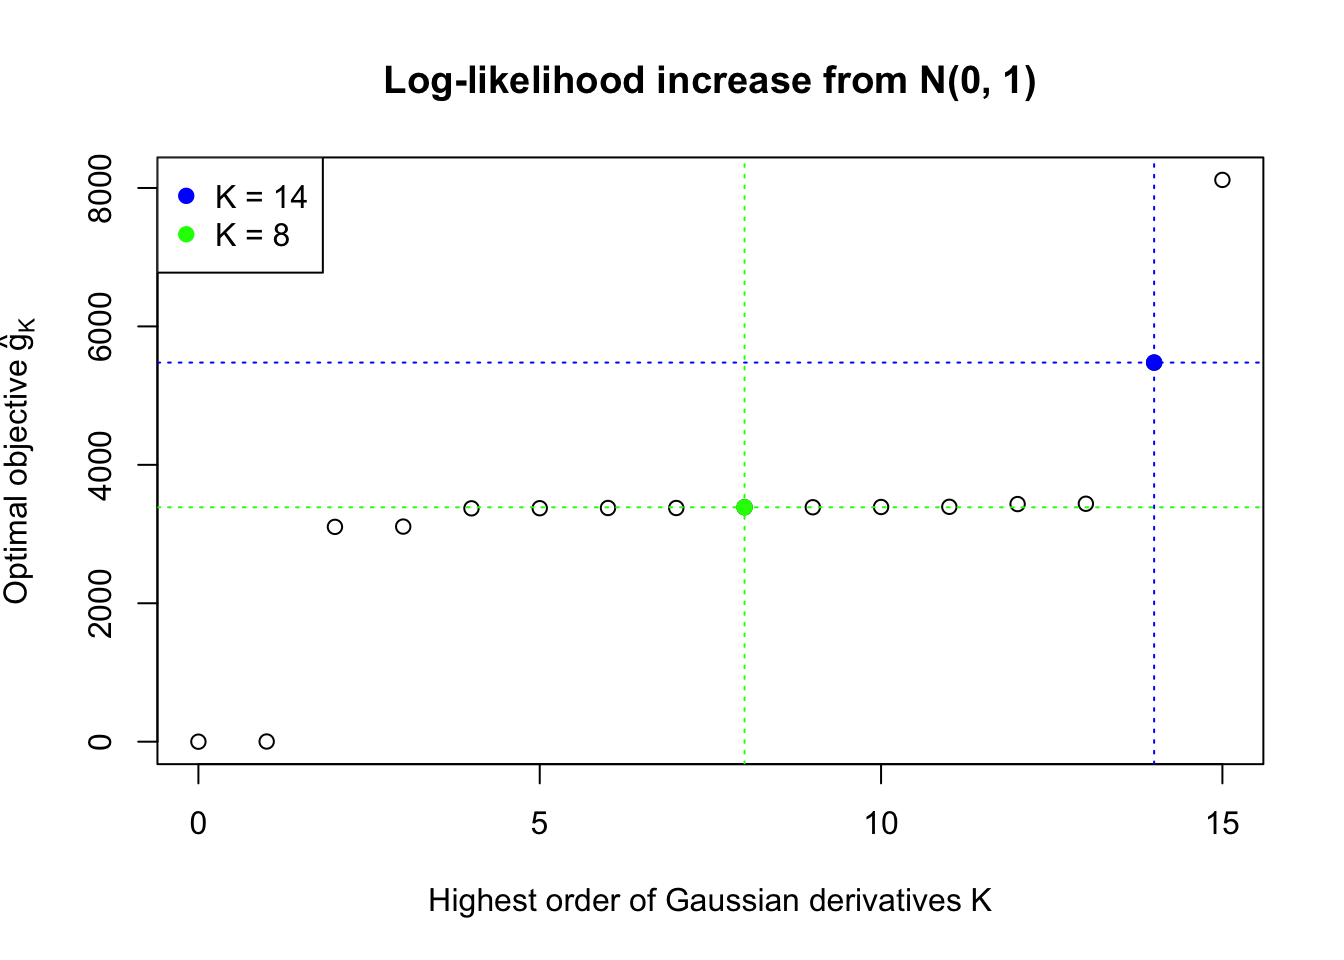 Log-likelihood increase from N(0, 1)
K = 14
K = 8
Optimal objective ĝ_K
8000
6000
4000
2000
0
0 5 10 15
Highest order of Gaussian derivatives K